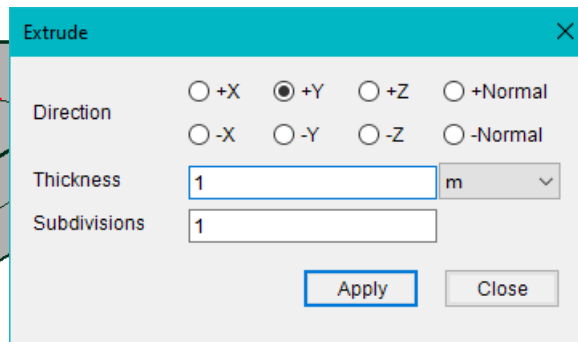 Extrude
Direction
+X +Y +Z +Normal
-X -Y -Z -Normal
Thickness 1 m
Subdivisions 1
Apply Close